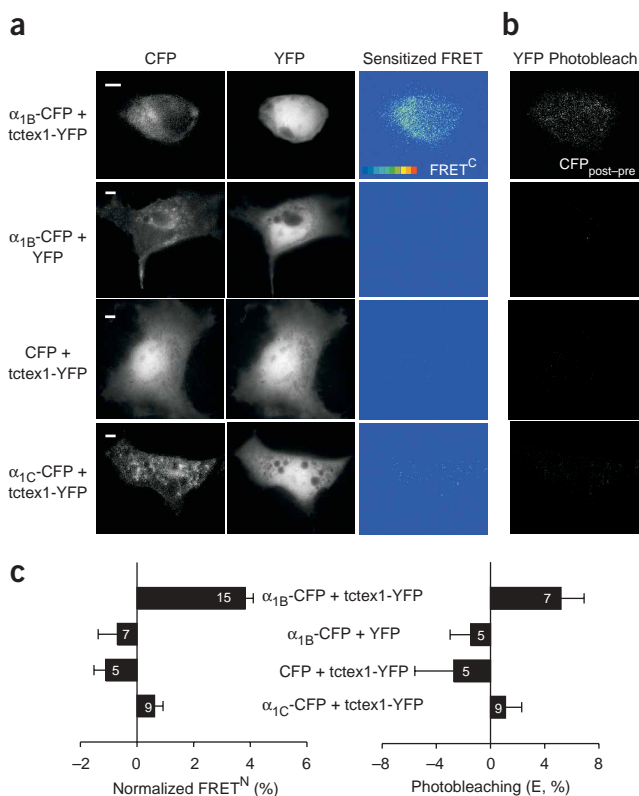 a
b
CFP YFP Sensitized FRET YFP Photobleach
α1B-CFP +
tctex1-YFP
FRETC
CFPpost–pre
α1B-CFP +
YFP
CFP +
tctex1-YFP
α1C-CFP +
tctex1-YFP
c
15 α1B-CFP + tctex1-YFP 7
7 α1B-CFP + YFP 5
5 CFP + tctex1-YFP 5
9 α1C-CFP + tctex1-YFP 9
–2 0 2 4 6
–8 –4 0 4 8
Normalized FRETN (%)
Photobleaching (E, %)